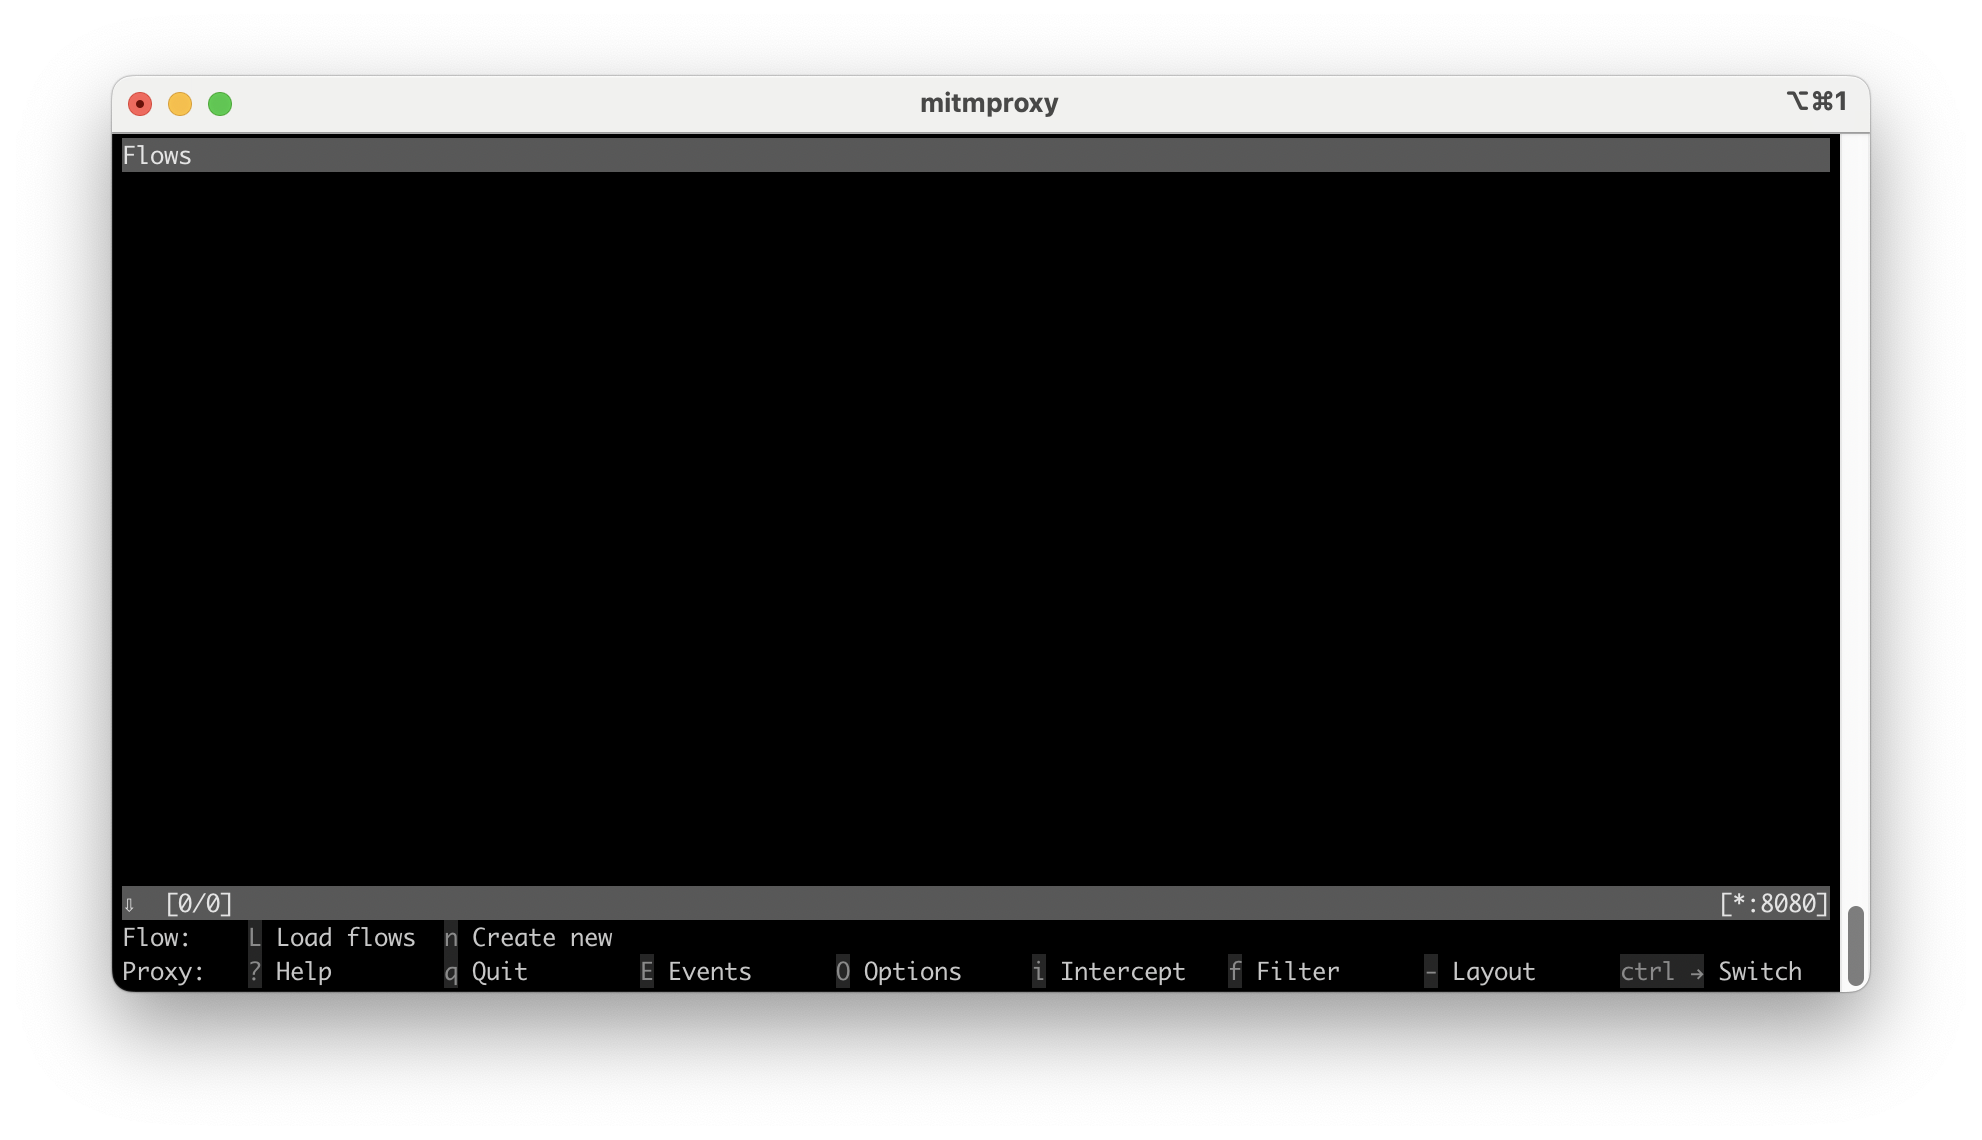 mitmproxy ⌥⌘1
Flows
⇩ [0/0] [*:8080]
Flow: L Load flows n Create new
Proxy: ? Help q Quit E Events O Options i Intercept f Filter - Layout ctrl → Switch